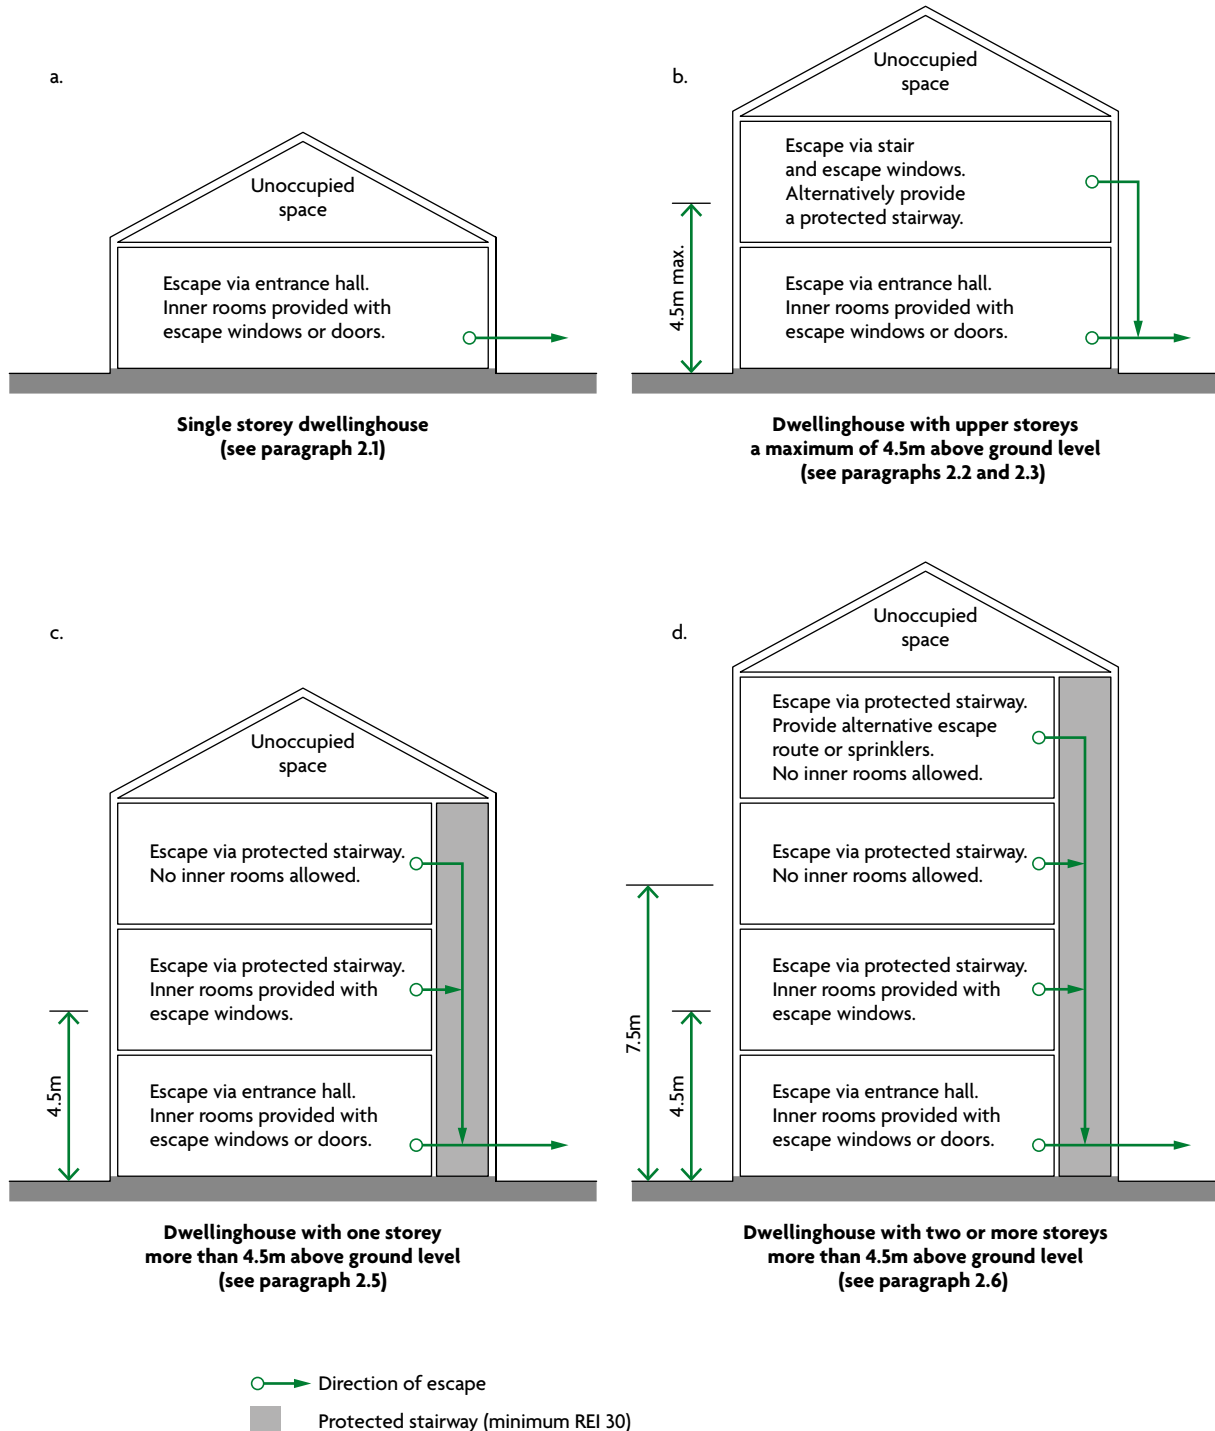 a.
Unoccupied
space
Escape via entrance hall.
Inner rooms provided with
escape windows or doors.
Single storey dwellinghouse
(see paragraph 2.1)
b.
Unoccupied
space
Escape via stair
and escape windows.
Alternatively provide
a protected stairway.
4.5m max.
Escape via entrance hall.
Inner rooms provided with
escape windows or doors.
Dwellinghouse with upper storeys
a maximum of 4.5m above ground level
(see paragraphs 2.2 and 2.3)
c.
Unoccupied
space
Escape via protected stairway.
No inner rooms allowed.
Escape via protected stairway.
Inner rooms provided with
escape windows.
4.5m
Escape via entrance hall.
Inner rooms provided with
escape windows or doors.
Dwellinghouse with one storey
more than 4.5m above ground level
(see paragraph 2.5)
d.
Unoccupied
space
Escape via protected stairway.
Provide alternative escape
route or sprinklers.
No inner rooms allowed.
Escape via protected stairway.
No inner rooms allowed.
Escape via protected stairway.
Inner rooms provided with
escape windows.
7.5m
4.5m
Escape via entrance hall.
Inner rooms provided with
escape windows or doors.
Dwellinghouse with two or more storeys
more than 4.5m above ground level
(see paragraph 2.6)
Direction of escape
Protected stairway (minimum REI 30)